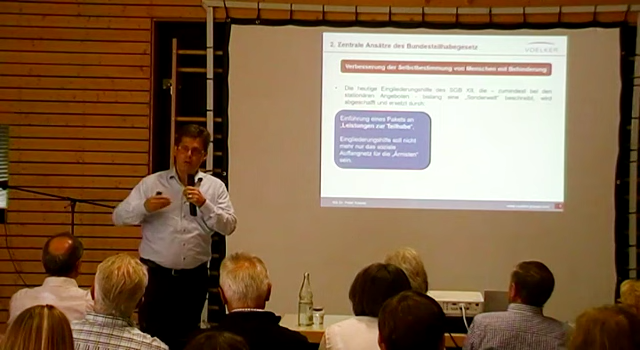 2. Zentrale Ansätze des Bundesteilhabegesetz
VOELKER
Verbesserung der Selbstbestimmung von Menschen mit Behinderung
Die heutige Eingliederungshilfe des SGB XII, die – zumindest bei den
stationären Angeboten - bislang eine „Sonderwelt" beschreibt, wird
abgeschafft und ersetzt durch:
Einführung eines Pakets an
„Leistungen zur Teilhabe".
Eingliederungshilfe soll nicht
mehr nur das soziale
Auffangnetz für die „Ärmsten"
sein.